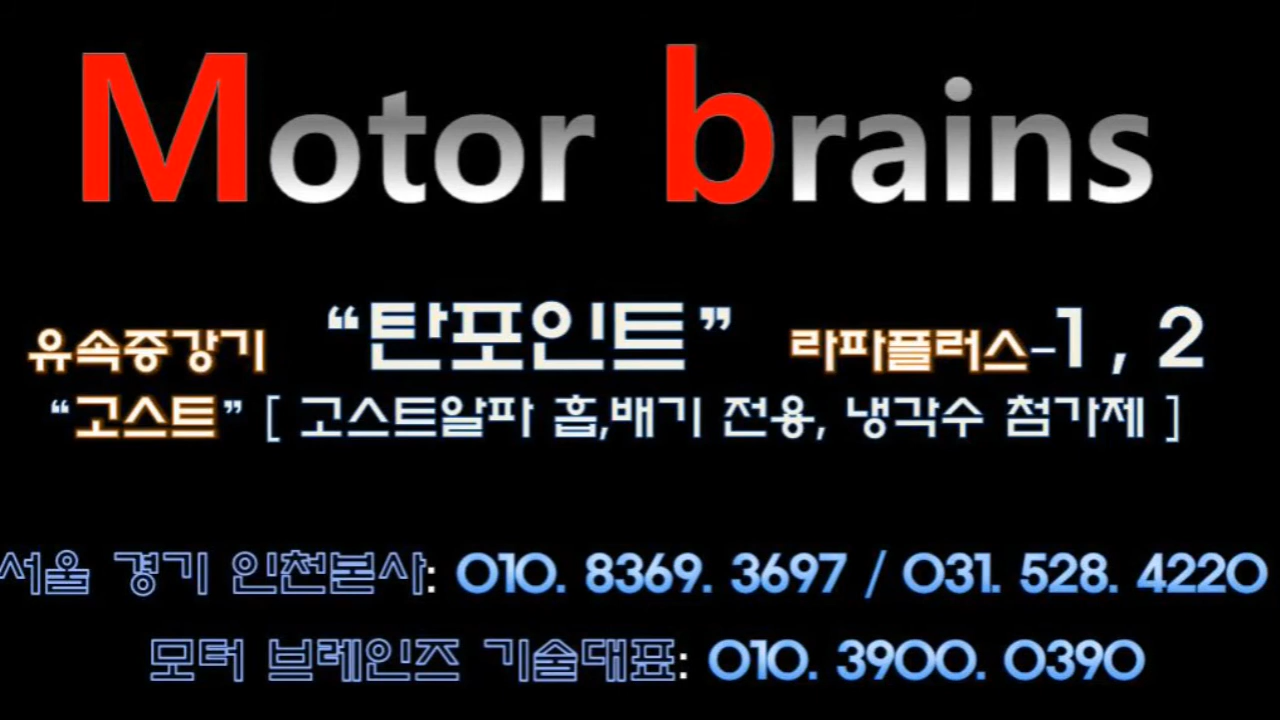 Motor brains
유속증강기 “탄포인트” 라파플러스-1 , 2
“고스트” [ 고스트알파 흡,배기 전용, 냉각수 첨가제 ]
서울 경기 인천본사: 010. 8369. 3697 / 031. 528. 4220
모터 브레인즈 기술대표: 010. 3900. 0390